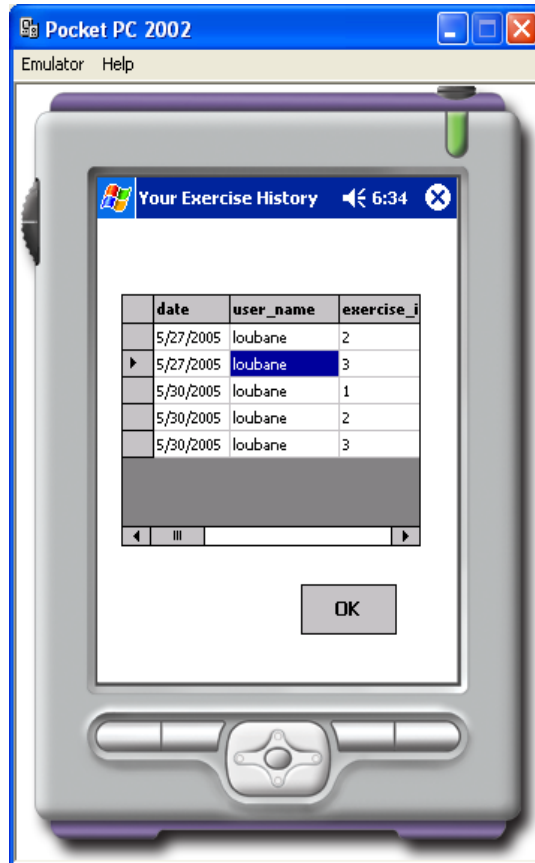 Pocket PC 2002
Emulator Help
Your Exercise History 6:34
date user_name exercise_i
5/27/2005 loubane 2
5/27/2005 loubane 3
5/30/2005 loubane 1
5/30/2005 loubane 2
5/30/2005 loubane 3
OK